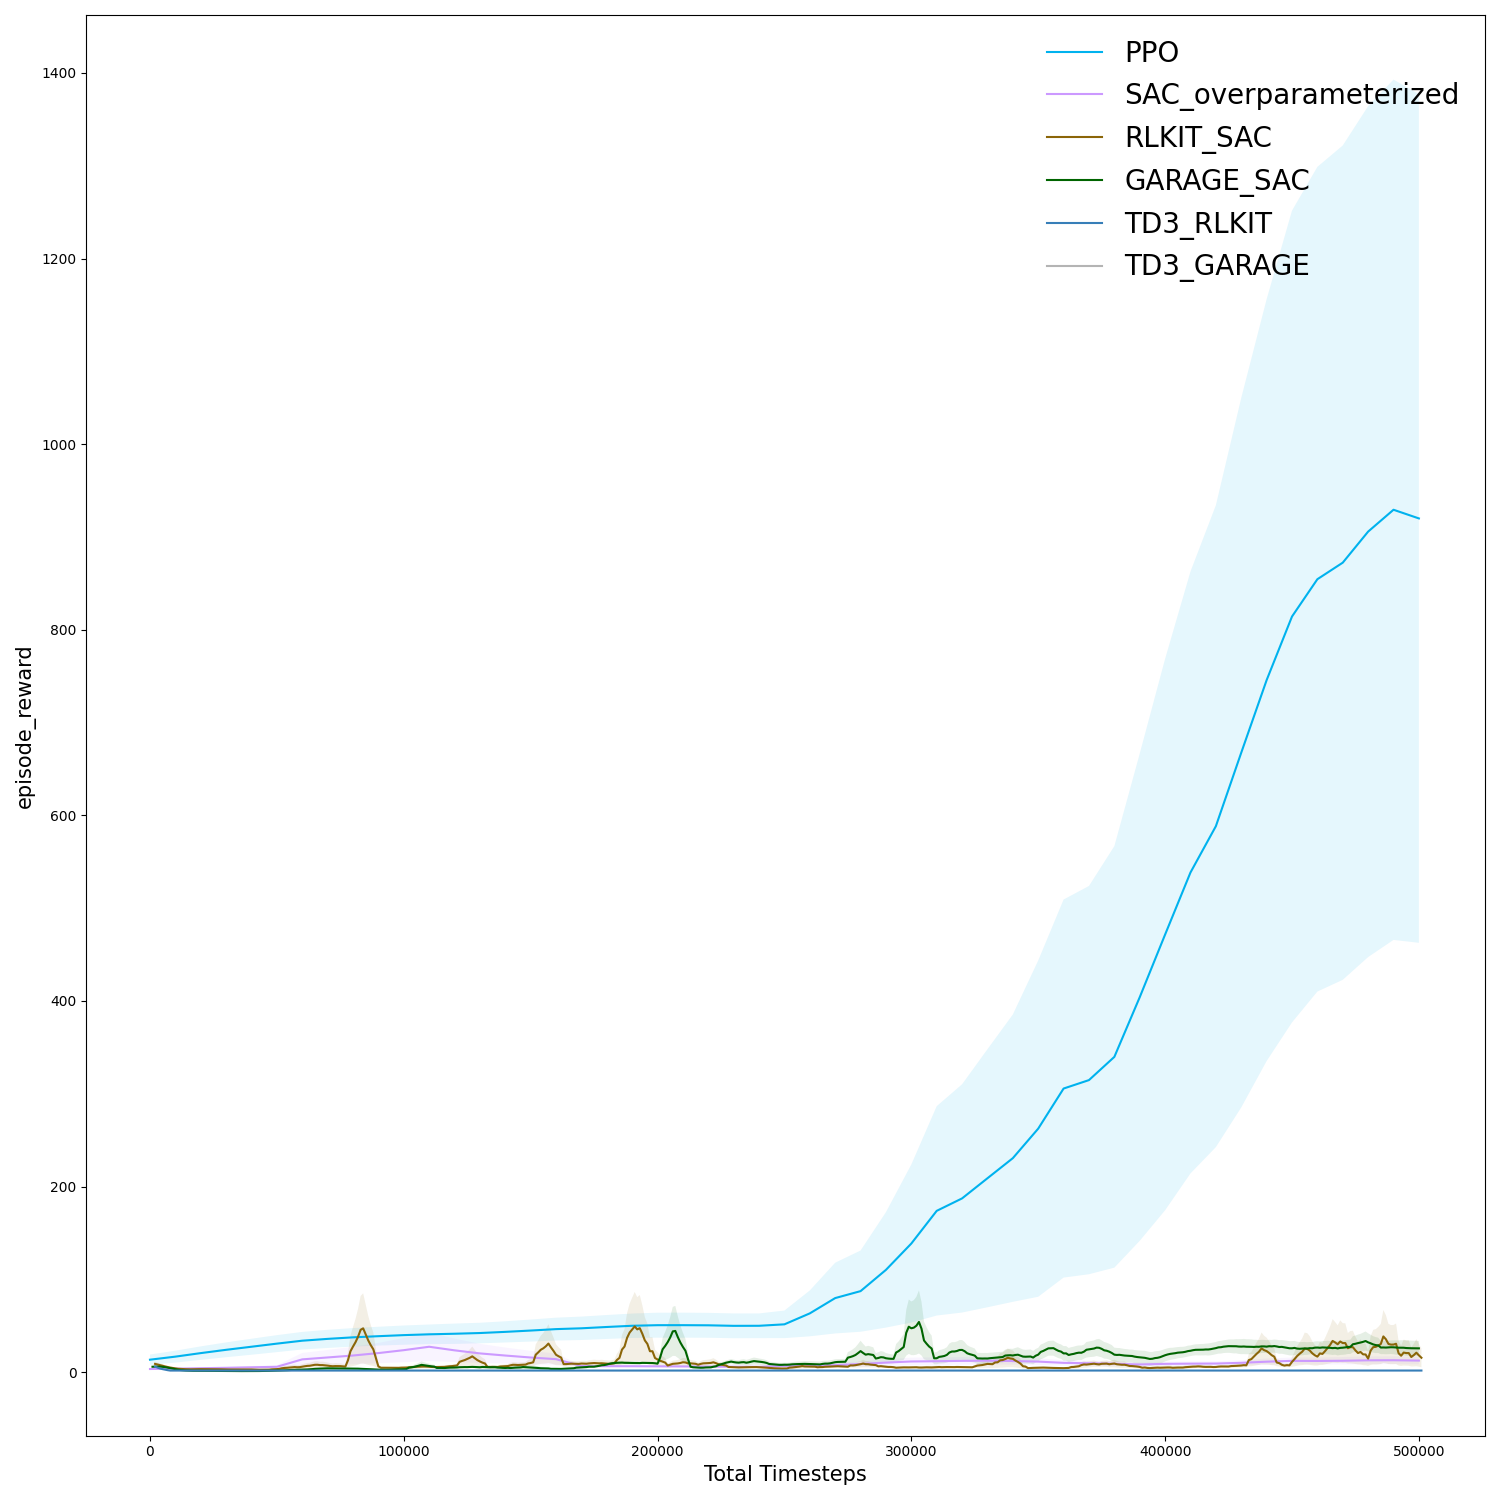 PPO
SAC_overparameterized
RLKIT_SAC
GARAGE_SAC
TD3_RLKIT
TD3_GARAGE
1400
1200
1000
800
600
400
200
0
episode_reward
0 100000 200000 300000 400000 500000
Total Timesteps